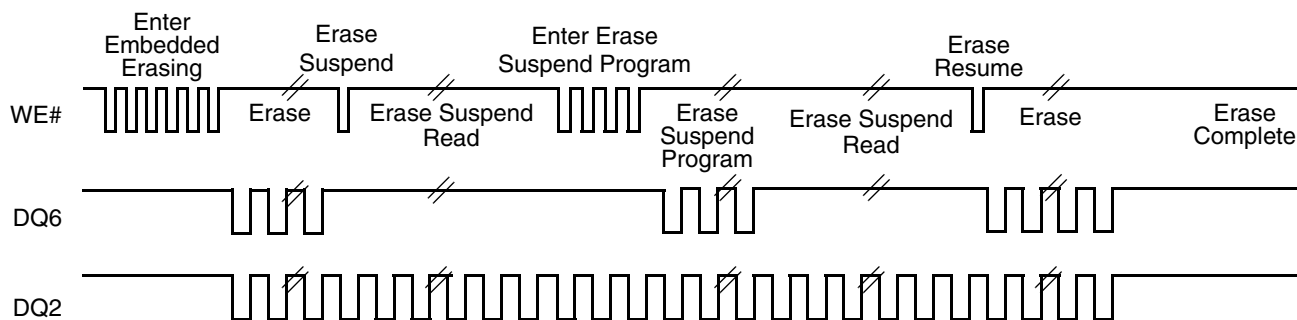 Enter
Embedded
Erasing
Erase
Suspend
Enter Erase
Suspend Program
Erase
Resume
WE#
Erase
Erase Suspend
Read
Erase
Suspend
Program
Erase Suspend
Read
Erase
Erase
Complete
DQ6
DQ2